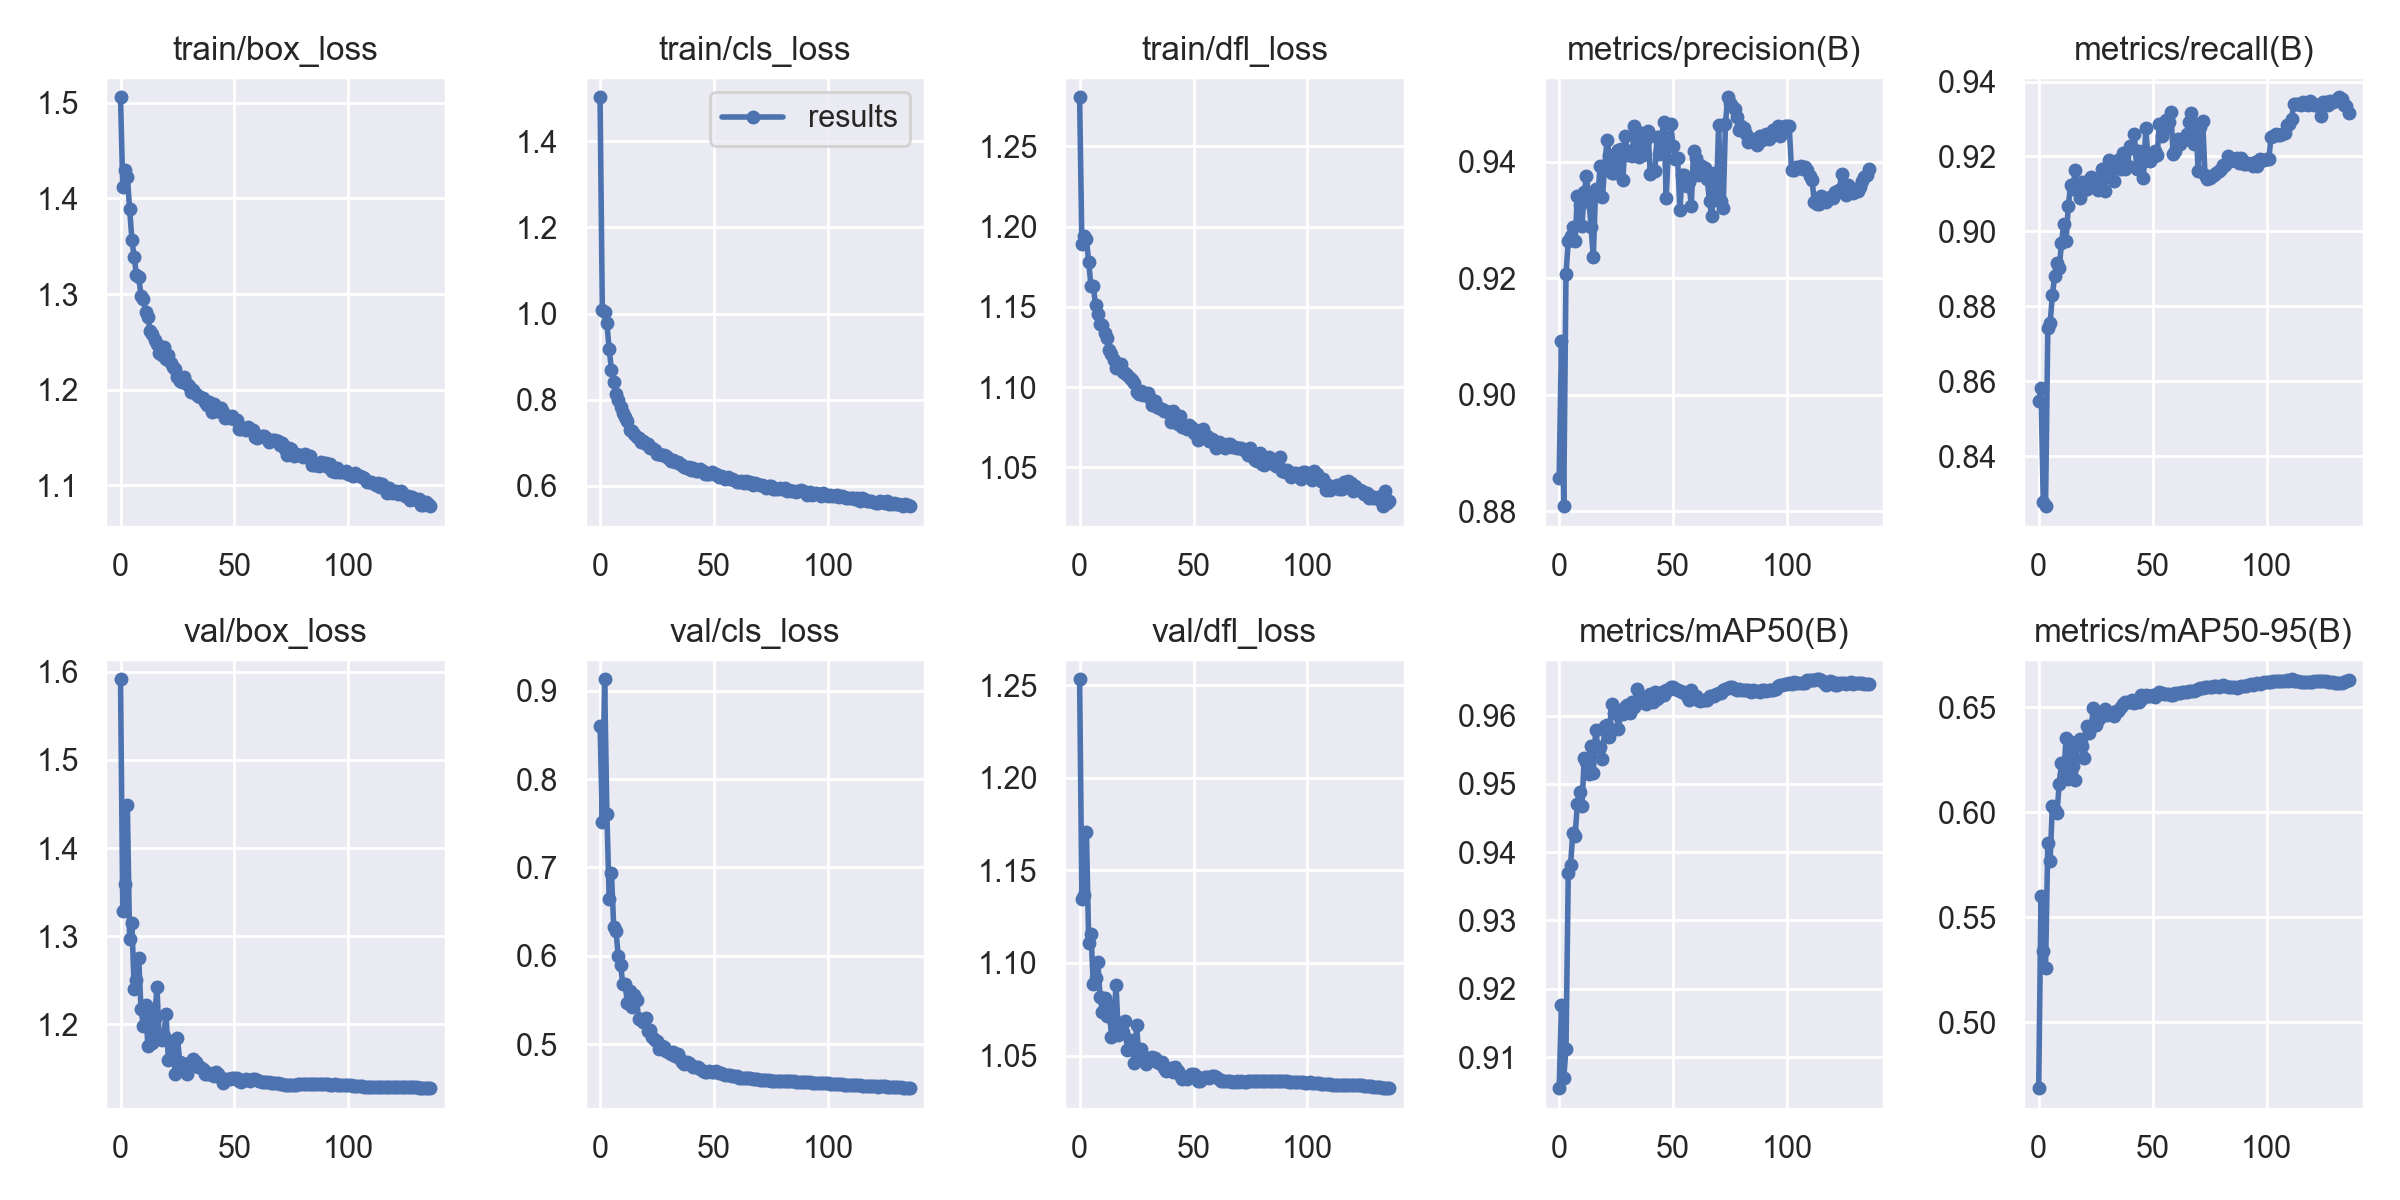 train/box_loss
1.5
1.4
1.3
1.2
1.1
0 50 100
train/cls_loss
results
1.4
1.2
1.0
0.8
0.6
0 50 100
train/dfl_loss
1.25
1.20
1.15
1.10
1.05
0 50 100
metrics/precision(B)
0.94
0.92
0.90
0.88
0 50 100
metrics/recall(B)
0.94
0.92
0.90
0.88
0.86
0.84
0 50 100
val/box_loss
1.6
1.5
1.4
1.3
1.2
0 50 100
val/cls_loss
0.9
0.8
0.7
0.6
0.5
0 50 100
val/dfl_loss
1.25
1.20
1.15
1.10
1.05
0 50 100
metrics/mAP50(B)
0.96
0.95
0.94
0.93
0.92
0.91
0 50 100
metrics/mAP50-95(B)
0.65
0.60
0.55
0.50
0 50 100